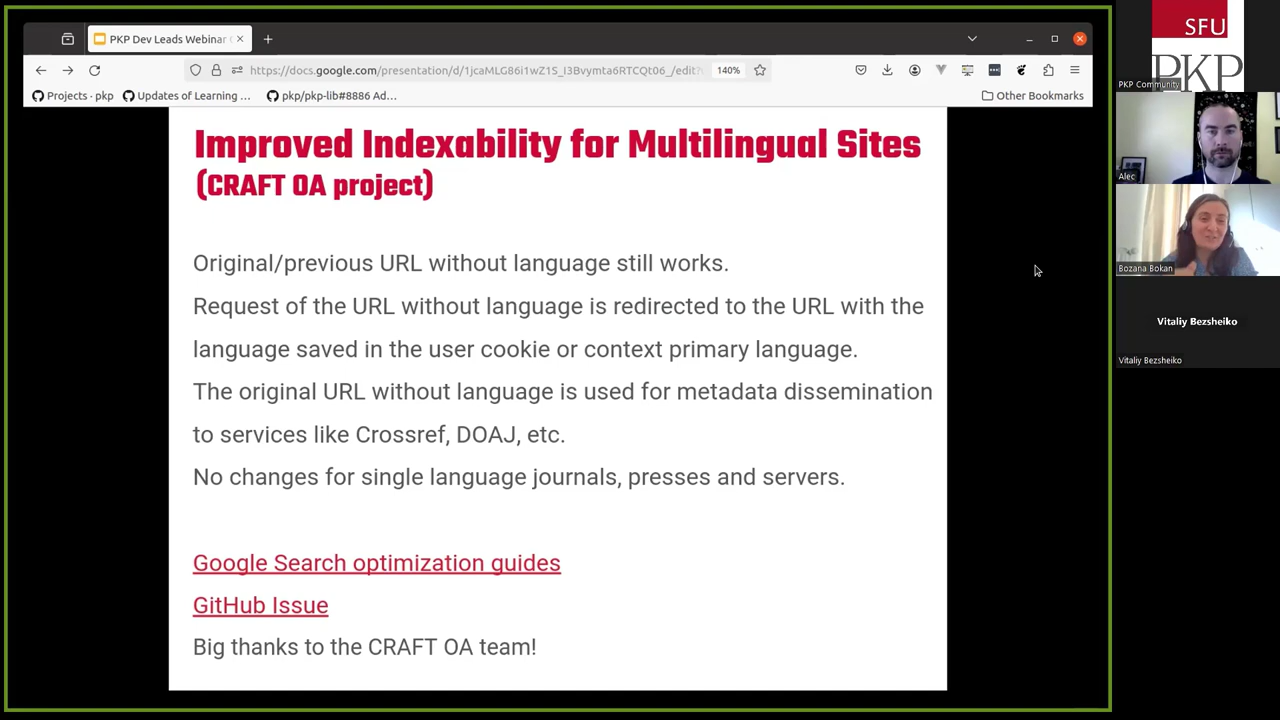 PKP Dev Leads Webinar
https://docs.google.com/presentation/d/1jcaMLG86i1wZ1S_I3Bvymta6RTCQt06_/edit?
140%
Projects · pkp
Updates of Learning ...
pkp/pkp-lib#8886 Ad...
Other Bookmarks
Improved Indexability for Multilingual Sites
(CRAFT OA project)
Original/previous URL without language still works.
Request of the URL without language is redirected to the URL with the
language saved in the user cookie or context primary language.
The original URL without language is used for metadata dissemination
to services like Crossref, DOAJ, etc.
No changes for single language journals, presses and servers.
Google Search optimization guides
GitHub Issue
Big thanks to the CRAFT OA team!
SFU
PKP
PKP Community
Alec
Bozana Bokan
Vitaliy Bezsheiko
Vitaliy Bezsheiko